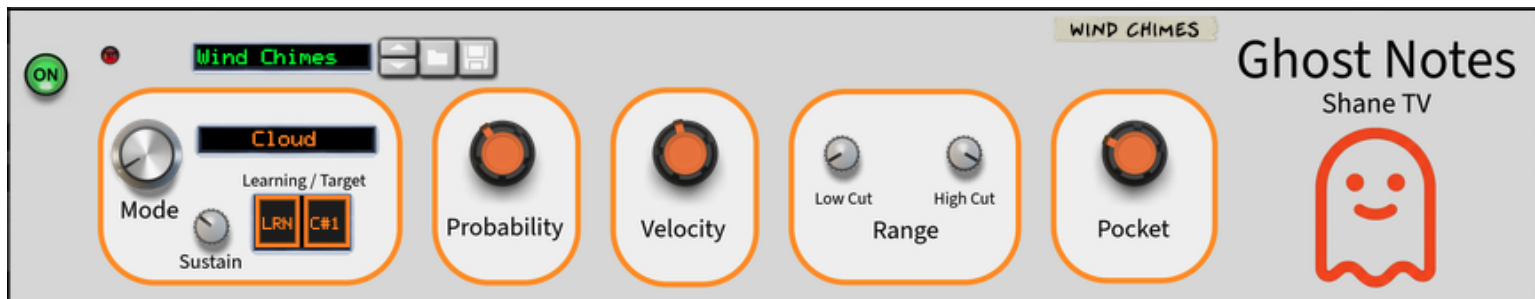 ON
Wind Chimes
WIND CHIMES
Ghost Notes
Shane TV
Cloud
Learning / Target
LRN
C#1
Mode
Sustain
Probability
Velocity
Low Cut
High Cut
Range
Pocket